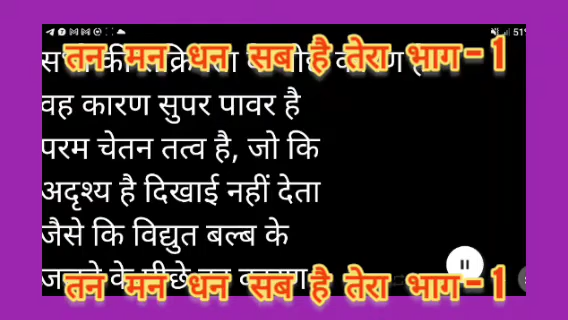 51%
तन मन धन सब है तेरा भाग - 1
वह कारण सुपर पावर है
परम चेतन तत्व है, जो कि
अदृश्य है दिखाई नहीं देता
जैसे कि विद्युत बल्ब के
के पीछे
तन मन धन सब है तेरा भाग - 1